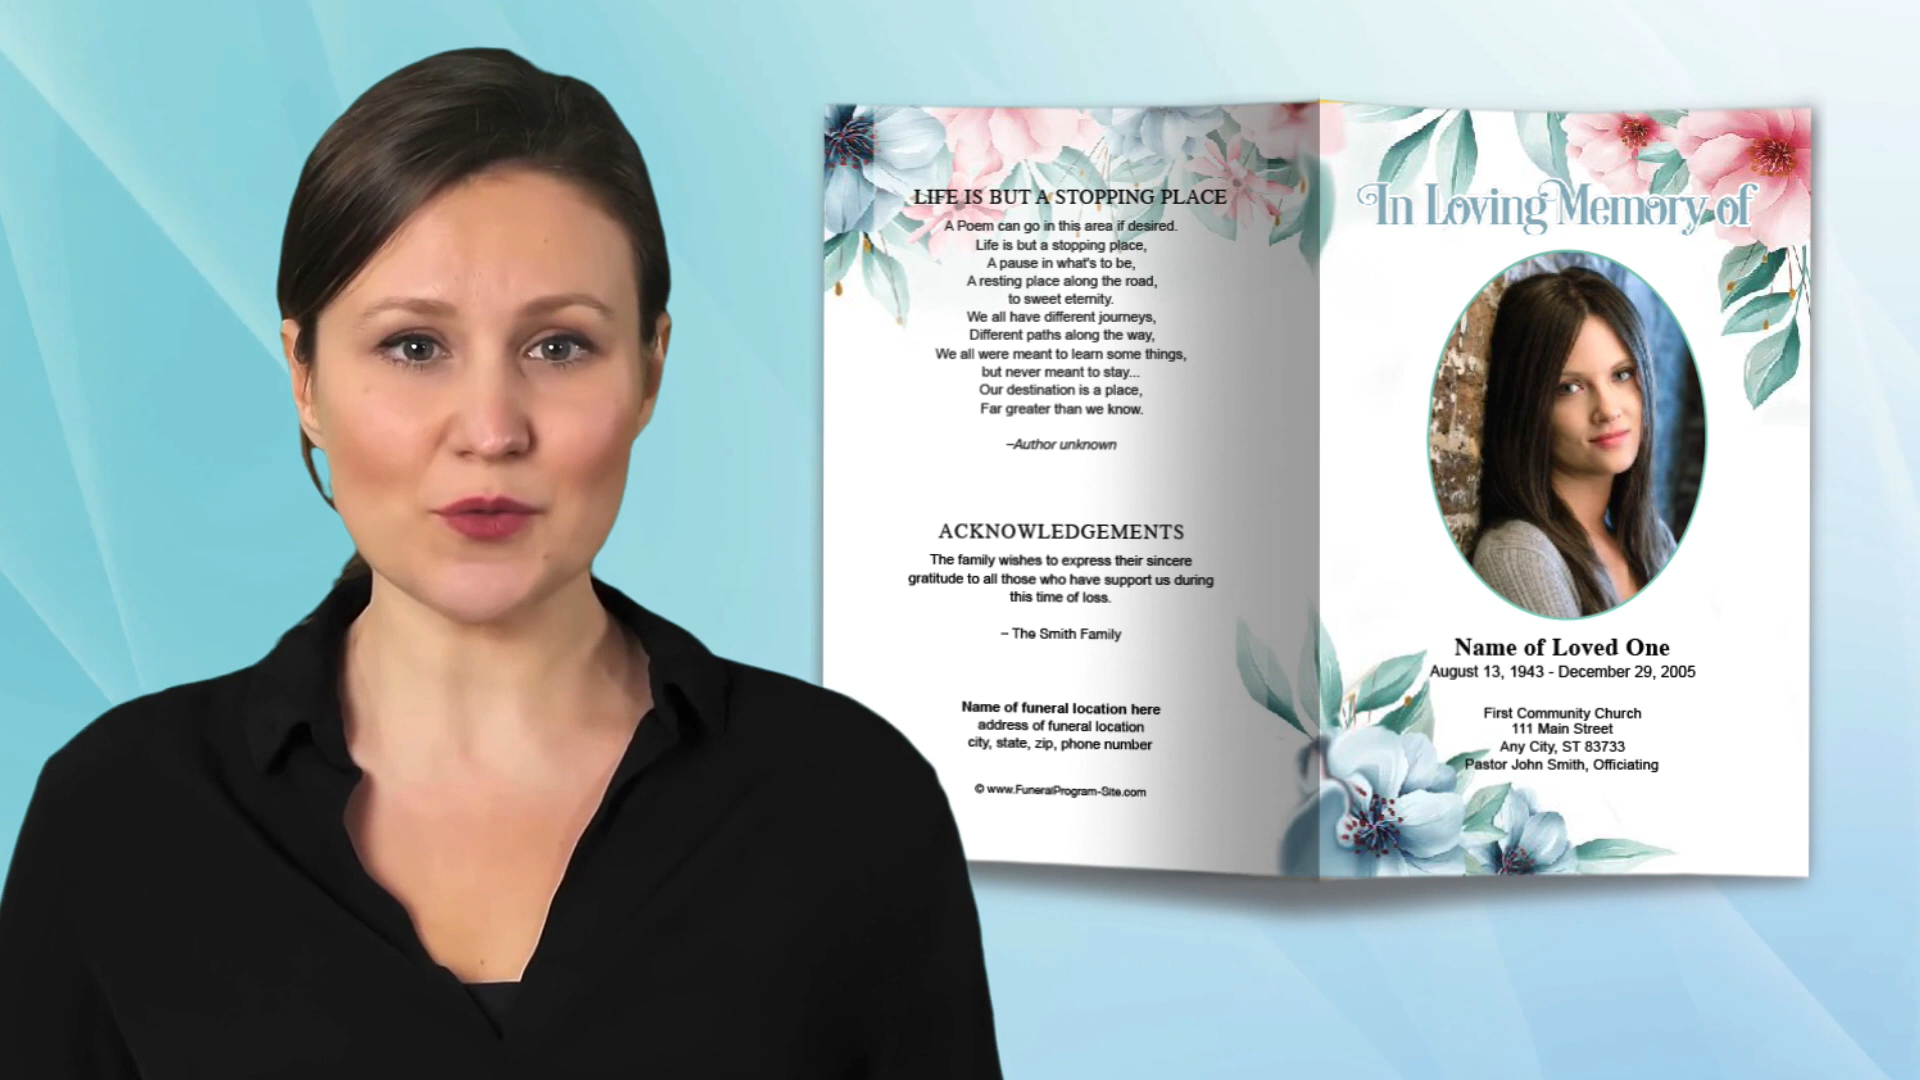 LIFE IS BUT A STOPPING PLACE
A Poem can go in this area if desired.
Life is but a stopping place,
A pause in what's to be,
A resting place along the road,
to sweet eternity.
We all have different journeys,
Different paths along the way,
We all were meant to learn some things,
but never meant to stay...
Our destination is a place,
Far greater than we know.
–Author unknown
ACKNOWLEDGEMENTS
The family wishes to express their sincere
gratitude to all those who have support us during
this time of loss.
– The Smith Family
Name of funeral location here
address of funeral location
city, state, zip, phone number
© www.FuneralProgram-Site.com
In Loving Memory of
Name of Loved One
August 13, 1943 - December 29, 2005
First Community Church
111 Main Street
Any City, ST 83733
Pastor John Smith, Officiating